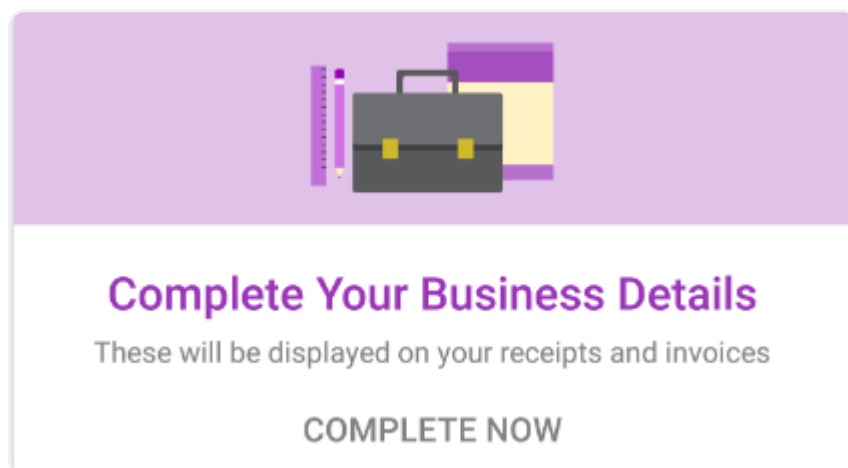 Complete Your Business Details
These will be displayed on your receipts and invoices
COMPLETE NOW